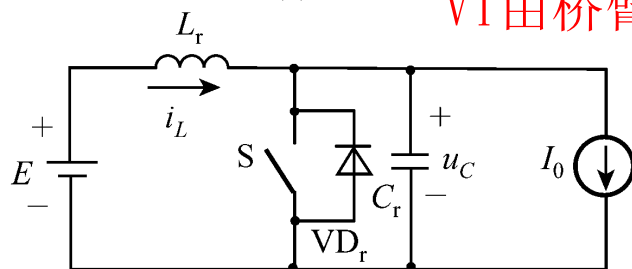 VT由桥臂
L_r
i_L
+
E
−
S
VD_r
C_r
+
u_C
−
I_0